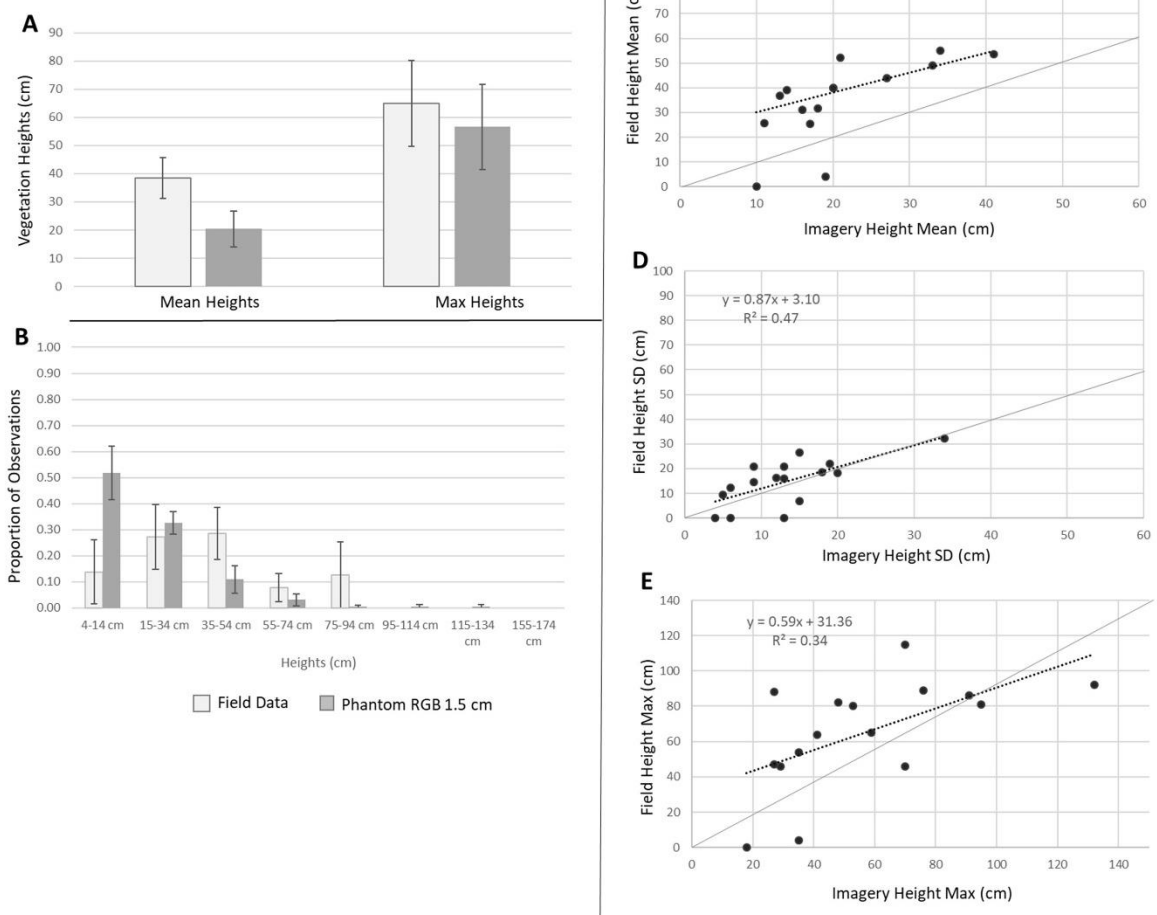 A
90
80
70
60
50
40
30
20
10
0
Vegetation Heights (cm)
Mean Heights
Max Heights
B
1.00
0.90
0.80
0.70
0.60
0.50
0.40
0.30
0.20
0.10
0.00
Proportion of Observations
4-14 cm
15-34 cm
35-54 cm
55-74 cm
75-94 cm
95-114 cm
115-134
cm
155-174
cm
Heights (cm)
Field Data
Phantom RGB 1.5 cm
70
60
50
40
30
20
10
0
Field Height Mean
0
10
20
30
40
50
60
Imagery Height Mean (cm)
D
100
90
80
70
60
50
40
30
20
10
0
Field Height SD (cm)
y = 0.87x + 3.10
R² = 0.47
0
10
20
30
40
50
60
Imagery Height SD (cm)
E
140
120
100
80
60
40
20
0
Field Height Max (cm)
y = 0.59x + 31.36
R² = 0.34
0
20
40
60
80
100
120
140
Imagery Height Max (cm)